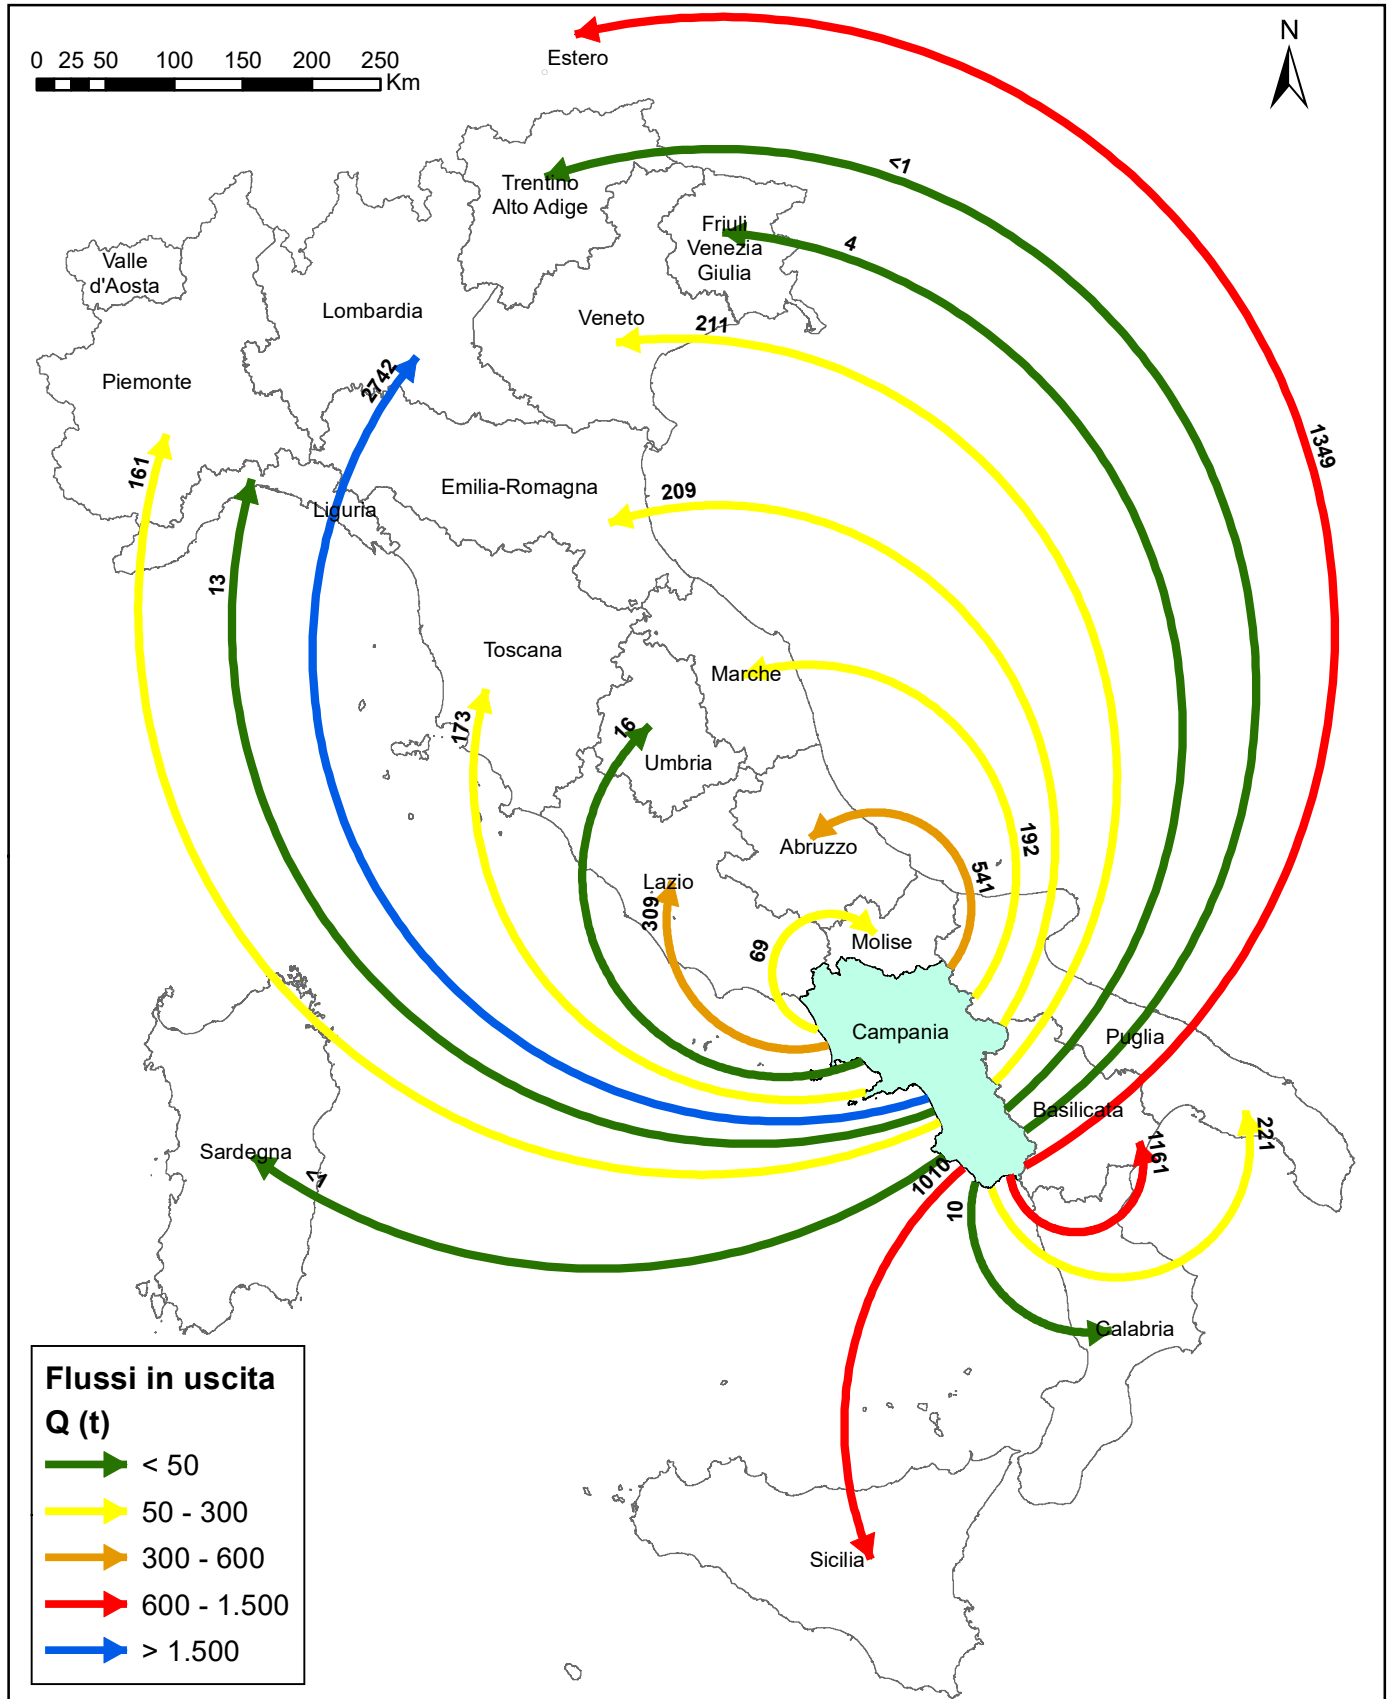 Estero
N
0 25 50 100 150 200 250
Km
<1
Trentino
Alto Adige
Friuli
Venezia
Giulia
4
Valle
d'Aosta
Lombardia
Veneto
211
2742
Piemonte
161
1349
Emilia-Romagna
209
Liguria
13
Toscana
Marche
173
16
Umbria
192
Abruzzo
541
Lazio
309
Molise
69
Campania
Puglia
Basilicata
221
1161
Sardegna
<1
1010
10
Calabria
Sicilia
Flussi in uscita
Q (t)
< 50
50 - 300
300 - 600
600 - 1.500
> 1.500